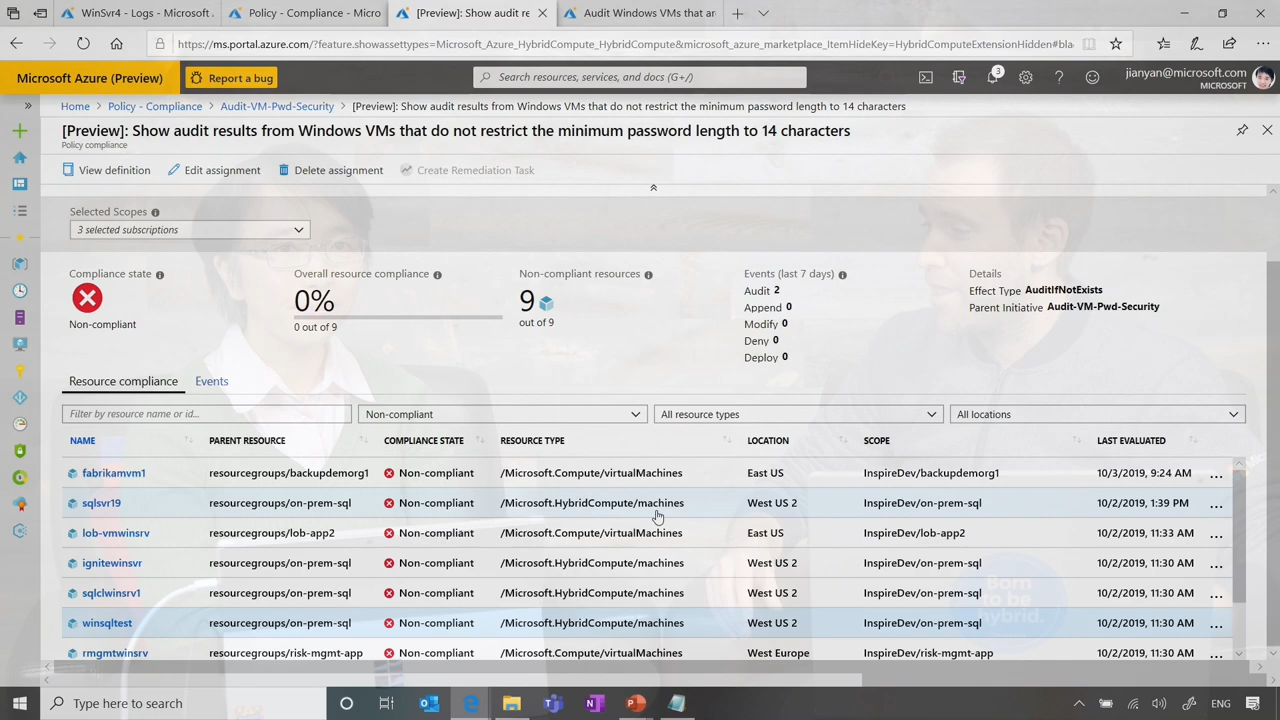 WinSvr4 - Logs - Microsoft
Policy - Compliance - Micro
[Preview]: Show audit re
Audit Windows VMs that ar
https://ms.portal.azure.com/?feature.showassettypes=Microsoft_Azure_HybridCompute_HybridCompute&microsoft_azure_marketplace_ItemHideKey=HybridComputeExtensionHidden#bla
Microsoft Azure (Preview)
Report a bug
Search resources, services, and docs (G+/)
3
jianyan@microsoft.com
MICROSOFT
Home > Policy - Compliance > Audit-VM-Pwd-Security > [Preview]: Show audit results from Windows VMs that do not restrict the minimum password length to 14 characters
[Preview]: Show audit results from Windows VMs that do not restrict the minimum password length to 14 characters
Policy compliance
View definition
Edit assignment
Delete assignment
Create Remediation Task
Selected Scopes
3 selected subscriptions
Compliance state
Non-compliant
Overall resource compliance
0%
0 out of 9
Non-compliant resources
9
out of 9
Events (last 7 days)
Audit 2
Append 0
Modify 0
Deny 0
Deploy 0
Details
Effect Type AuditIfNotExists
Parent Initiative Audit-VM-Pwd-Security
Resource compliance
Events
Filter by resource name or id...
Non-compliant
All resource types
All locations
NAME PARENT RESOURCE COMPLIANCE STATE RESOURCE TYPE LOCATION SCOPE LAST EVALUATED
fabrikamvm1 resourcegroups/backupdemorg1 Non-compliant /Microsoft.Compute/virtualMachines East US InspireDev/backupdemorg1 10/3/2019, 9:24 AM ...
sqlsvr19 resourcegroups/on-prem-sql Non-compliant /Microsoft.HybridCompute/machines West US 2 InspireDev/on-prem-sql 10/2/2019, 1:39 PM ...
lob-vmwinsrv resourcegroups/lob-app2 Non-compliant /Microsoft.Compute/virtualMachines East US InspireDev/lob-app2 10/2/2019, 11:33 AM ...
ignitewinsvr resourcegroups/on-prem-sql Non-compliant /Microsoft.HybridCompute/machines West US 2 InspireDev/on-prem-sql 10/2/2019, 11:30 AM ...
sqlclwinsrv1 resourcegroups/on-prem-sql Non-compliant /Microsoft.HybridCompute/machines West US 2 InspireDev/on-prem-sql 10/2/2019, 11:30 AM ...
winsqltest resourcegroups/on-prem-sql Non-compliant /Microsoft.HybridCompute/machines West US 2 InspireDev/on-prem-sql 10/2/2019, 11:30 AM ...
rmgmtwinsrv resourcegroups/risk-mgmt-app Non-compliant /Microsoft.Compute/virtualMachines West Europe InspireDev/risk-mgmt-app 10/2/2019, 11:30 AM ...
Born
to be
hybrid.
Type here to search
ENG